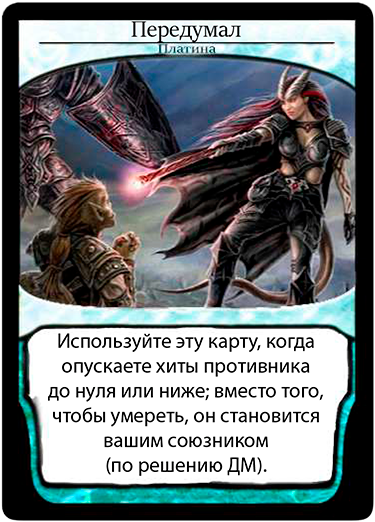 Передумал
Платина
Используйте эту карту, когда
опускаете хиты противника
до нуля или ниже; вместо того,
чтобы умереть, он становится
вашим союзником
(по решению ДМ).